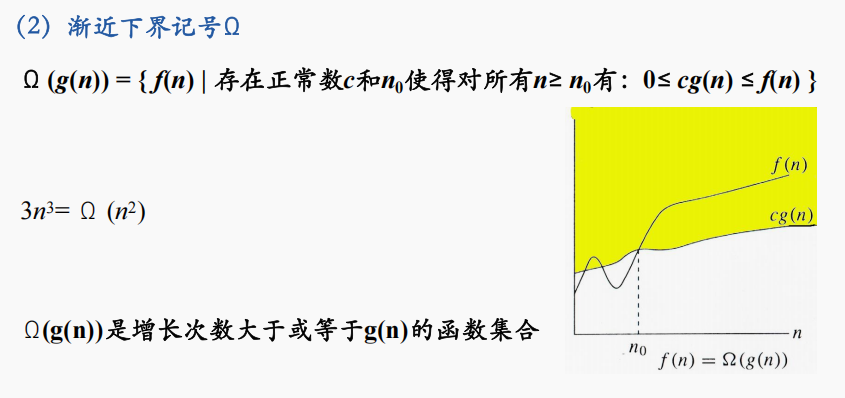 (2) 渐近下界记号Ω
Ω (g(n)) = { f(n) | 存在正常数c和n₀使得对所有n≥ n₀有：0≤ cg(n) ≤ f(n) }
f(n)
cg(n)
3n³= Ω (n²)
Ω(g(n))是增长次数大于或等于g(n)的函数集合
n
n₀
f(n) = Ω(g(n))